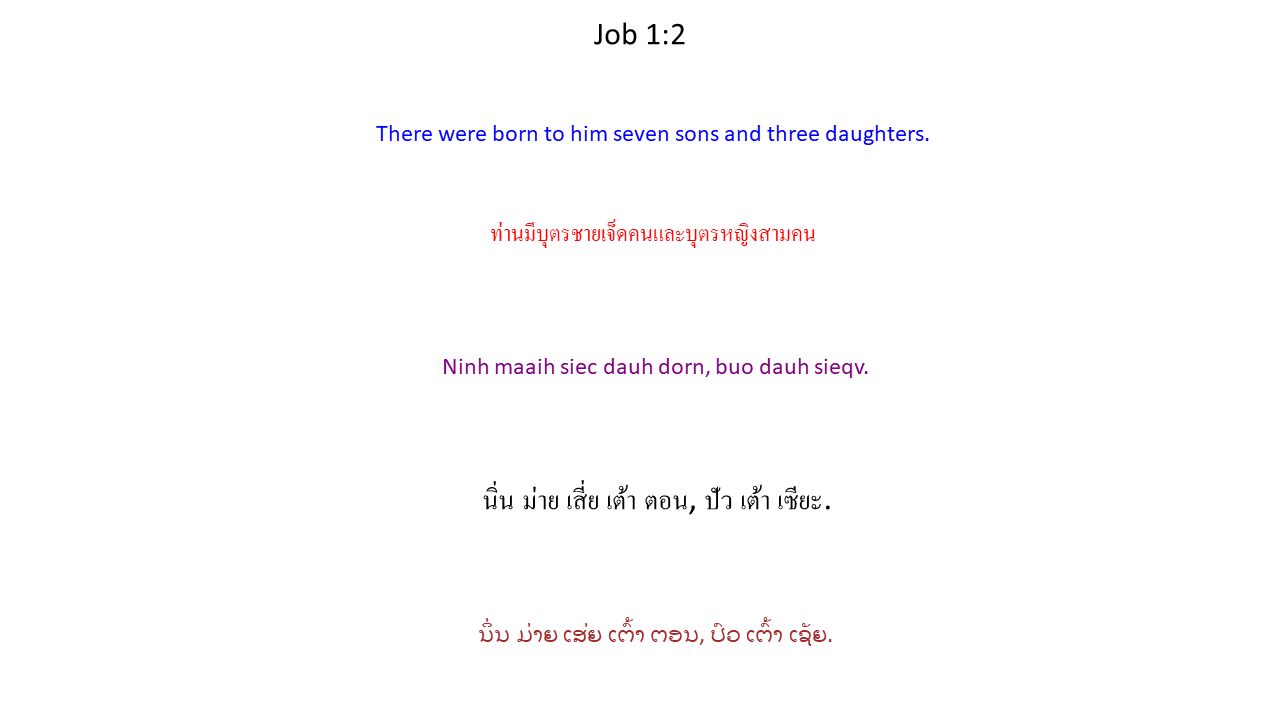 Job 1:2
There were born to him seven sons and three daughters.
ท่านมีบุตรชายเจ็ดคนและบุตรหญิงสามคน
Ninh maaih siec dauh dorn, buo dauh sieqv.
นิ่น ม่าย เสี่ย เต้า ตอน, ปัว เต้า เซียะ.
ນິ່ນ ມ່າຍ ເສ່ຍ ເຕົ້າ ຕອນ, ປົວ ເຕົ້າ ເຊັຍ.